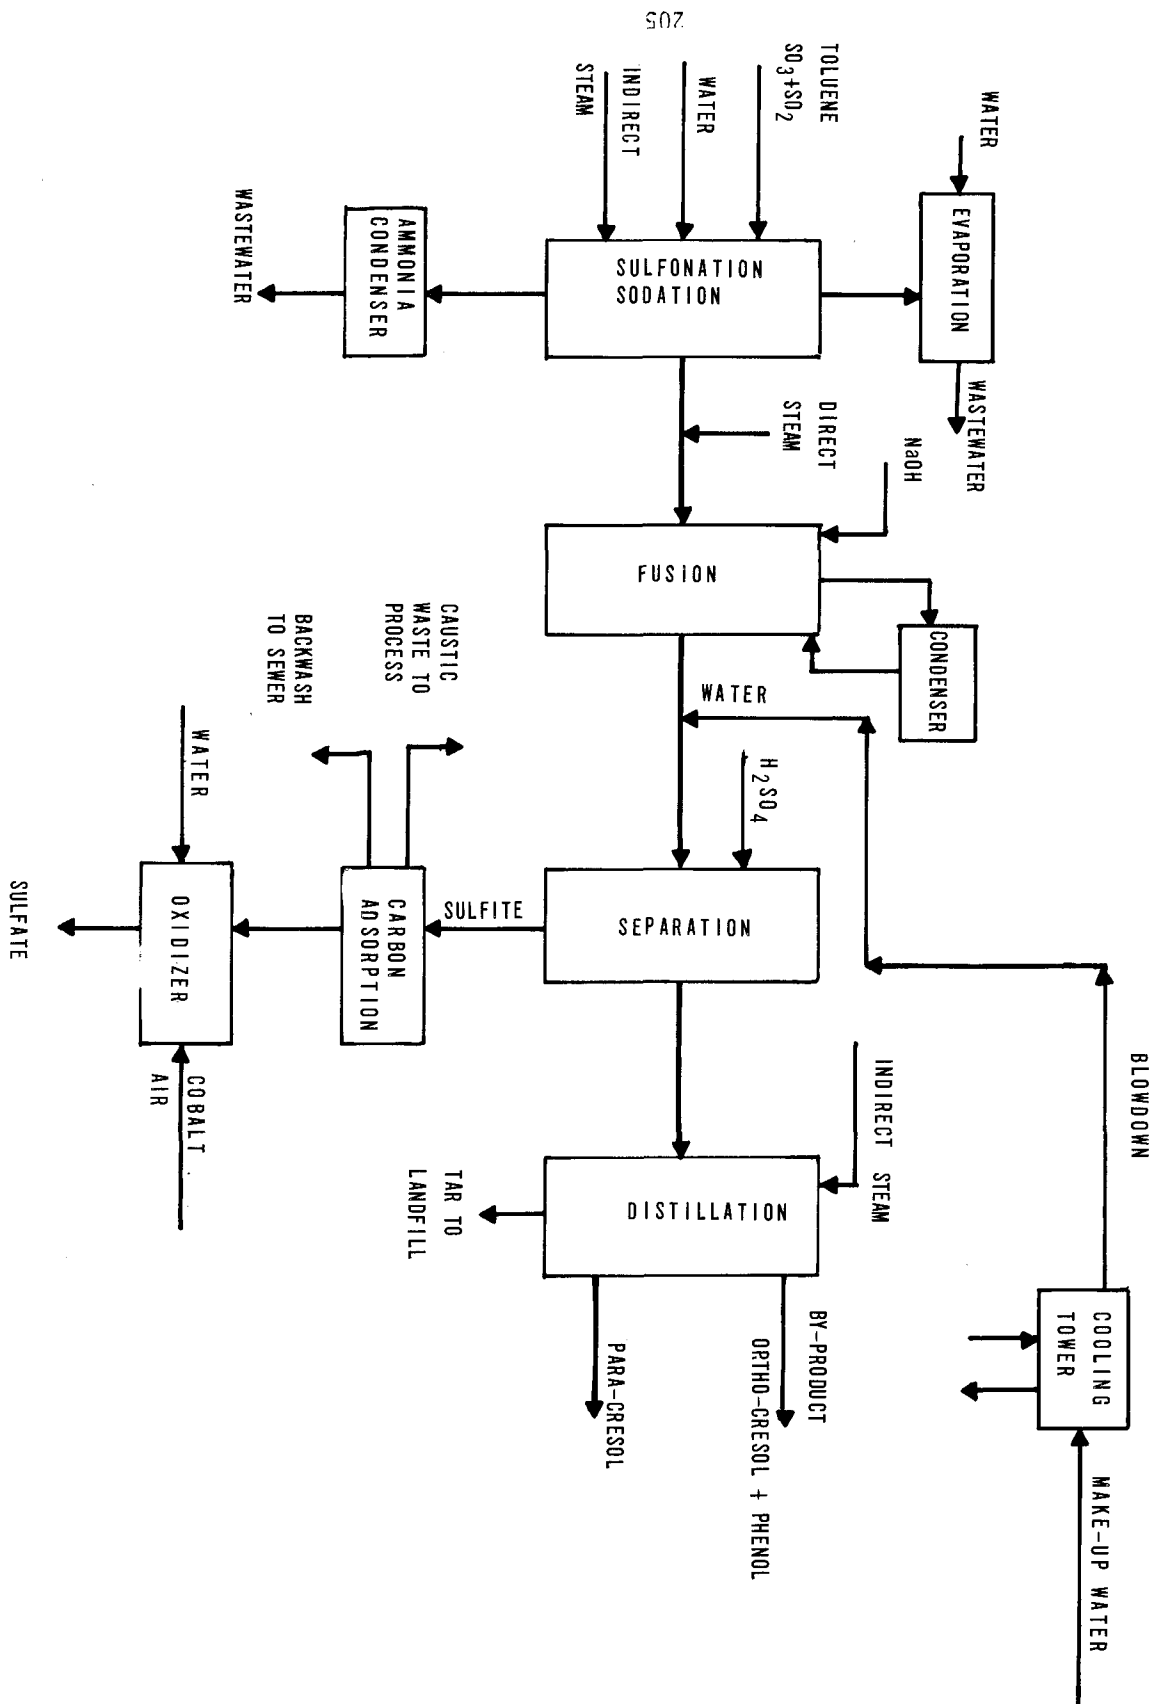 205
TOLUENE
SO3+SO2
WATER
INDIRECT
STEAM
WATER
EVAPORATION
WASTEWATER
SULFONATION
SODATION
AMMONIA
CONDENSER
WASTEWATER
DIRECT
STEAM
NaOH
FUSION
CONDENSER
WATER
H2SO4
SEPARATION
SULFITE
CARBON
ADSORPTION
CAUSTIC
WASTE TO
PROCESS
BACKWASH
TO SEWER
WATER
OXIDIZER
COBALT
AIR
SULFATE
INDIRECT STEAM
DISTILLATION
TAR TO
LANDFILL
BY-PRODUCT
ORTHO-CRESOL + PHENOL
PARA-CRESOL
BLOWDOWN
COOLING
TOWER
MAKE-UP WATER